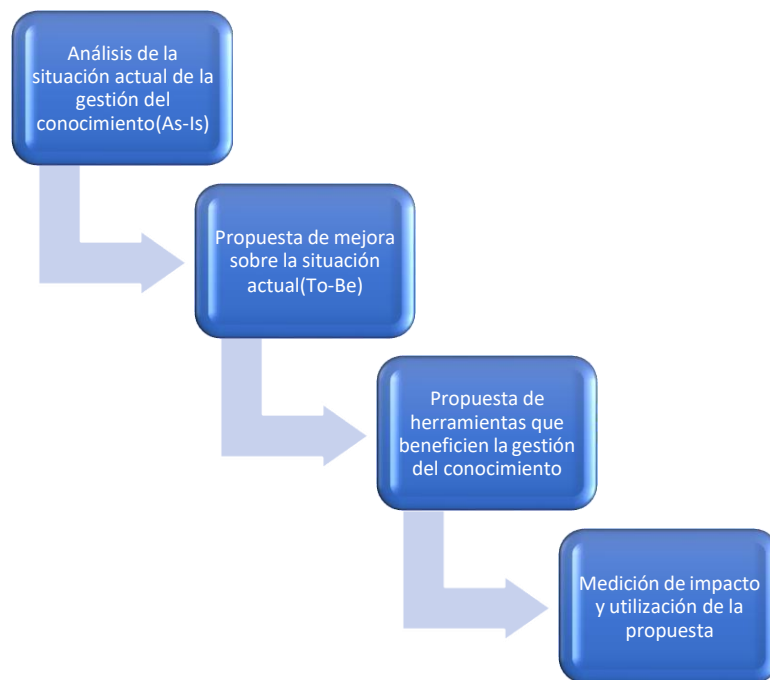 Análisis de la
situación actual de la
gestión del
conocimiento(As-Is)
Propuesta de mejora
sobre la situación
actual(To-Be)
Propuesta de
herramientas que
beneficien la gestión
del conocimiento
Medición de impacto
y utilización de la
propuesta